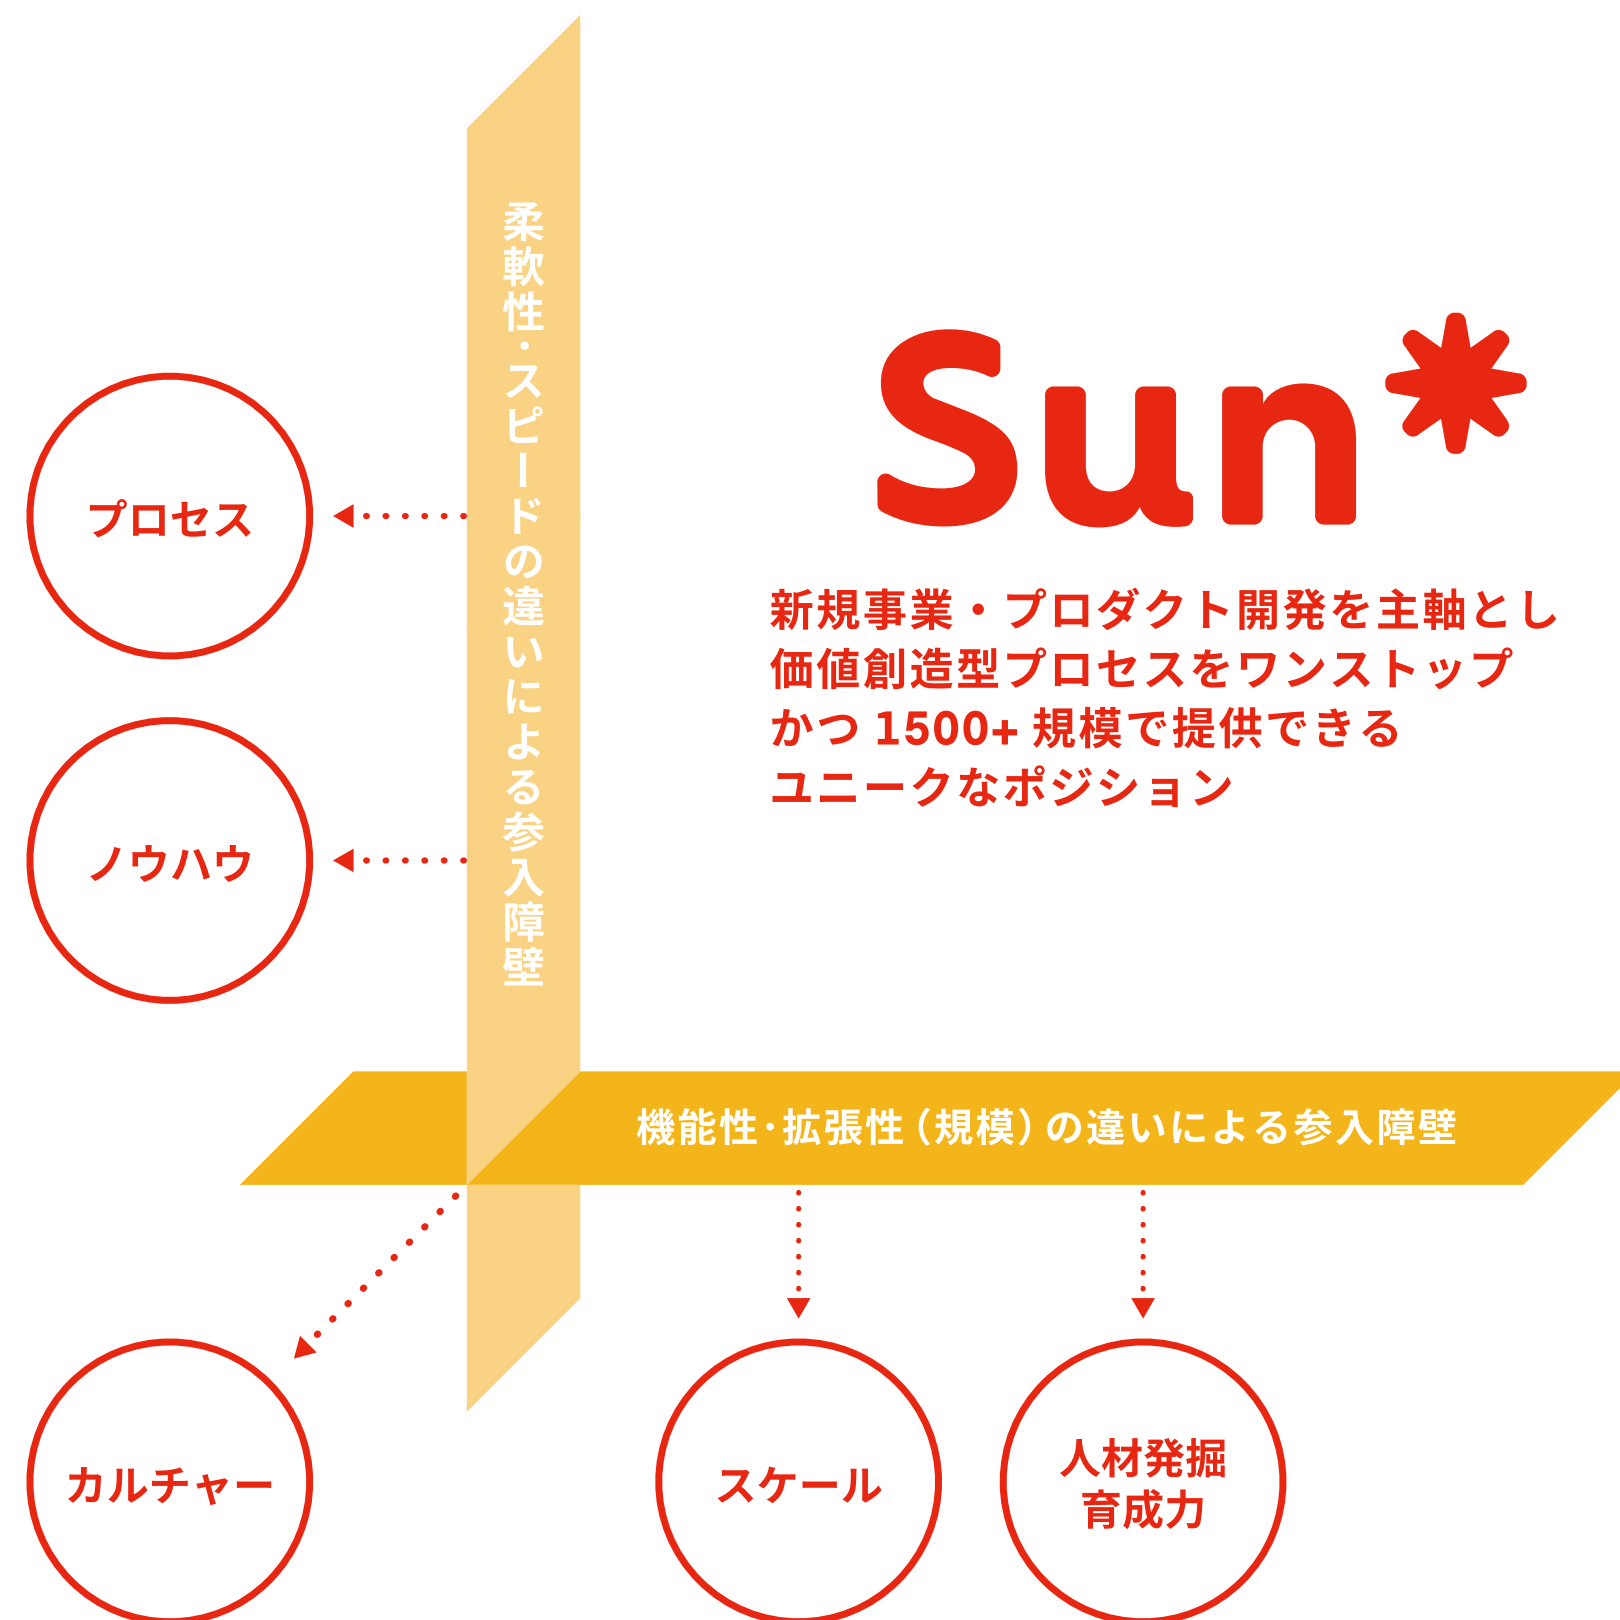 柔軟性・スピードの違いによる参入障壁
Sun*
新規事業・プロダクト開発を主軸とし
価値創造型プロセスをワンストップ
かつ 1500+ 規模で提供できる
ユニークなポジション
プロセス
ノウハウ
機能性・拡張性（規模）の違いによる参入障壁
カルチャー
スケール
人材発掘
育成力